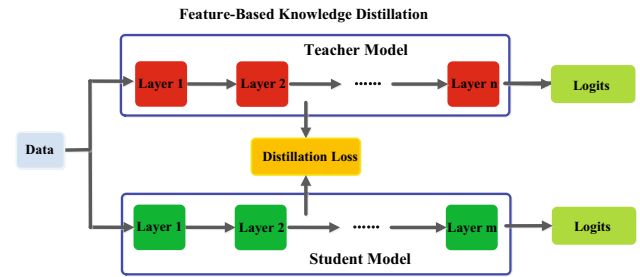 Feature-Based Knowledge Distillation
Teacher Model
Layer 1
Layer 2
......
Layer n
Logits
Data
Distillation Loss
Layer 1
Layer 2
......
Layer m
Logits
Student Model